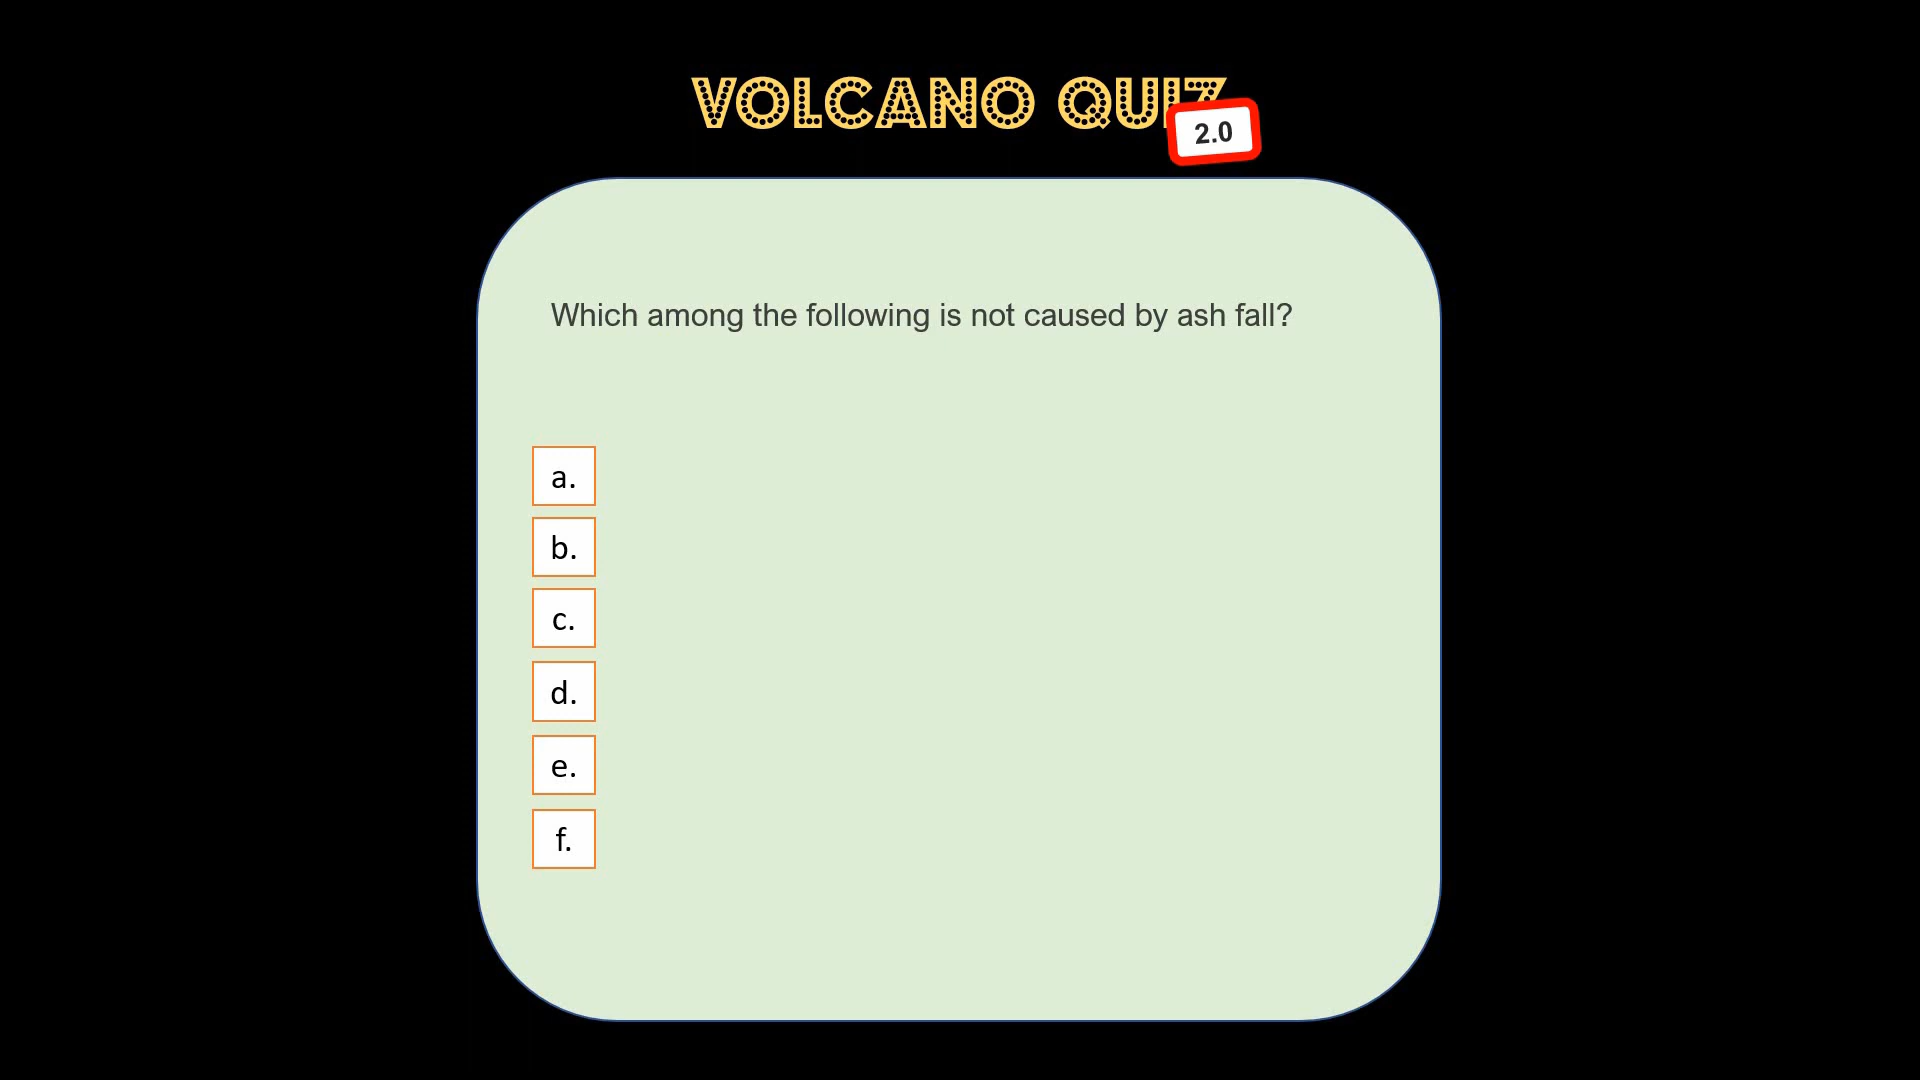 VOLCANO QUIZ
2.0
Which among the following is not caused by ash fall?
a.
b.
c.
d.
e.
f.